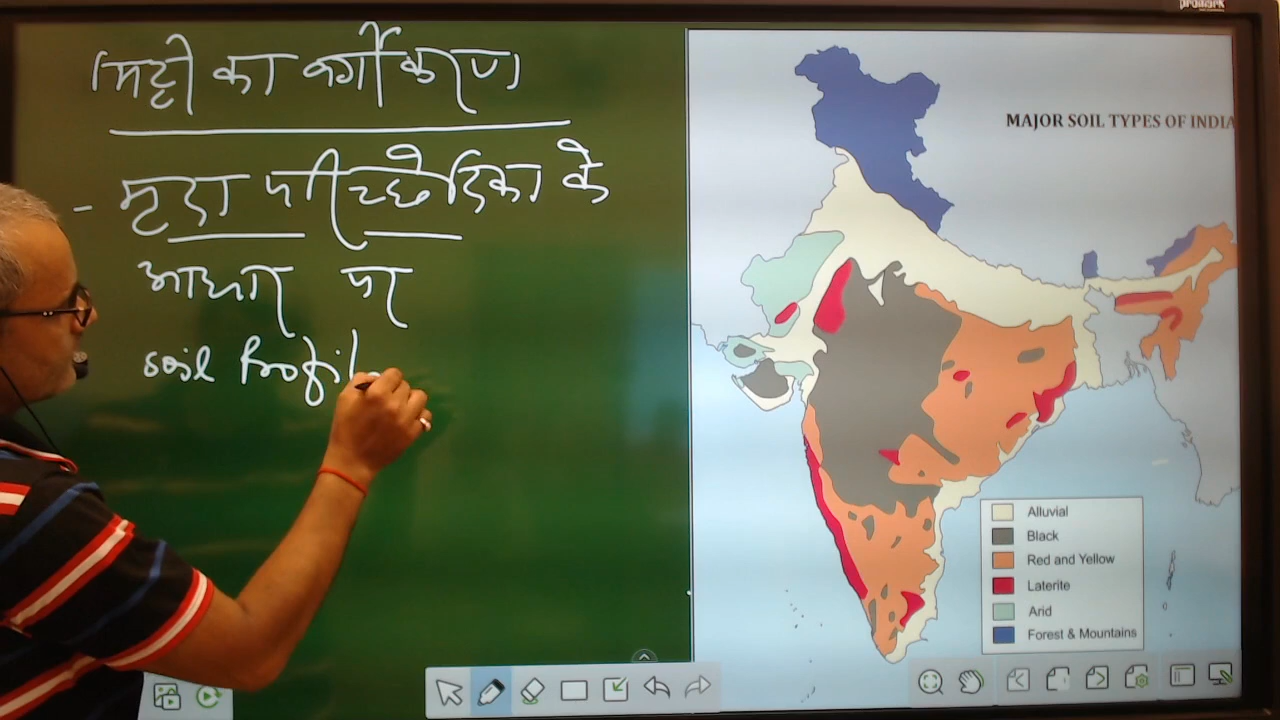 मिट्टी का वर्गीकरण
- मृदा परिच्छेदिका के
आधार पर
soil Profil
promark
MAJOR SOIL TYPES OF INDIA
Alluvial
Black
Red and Yellow
Laterite
Arid
Forest & Mountains